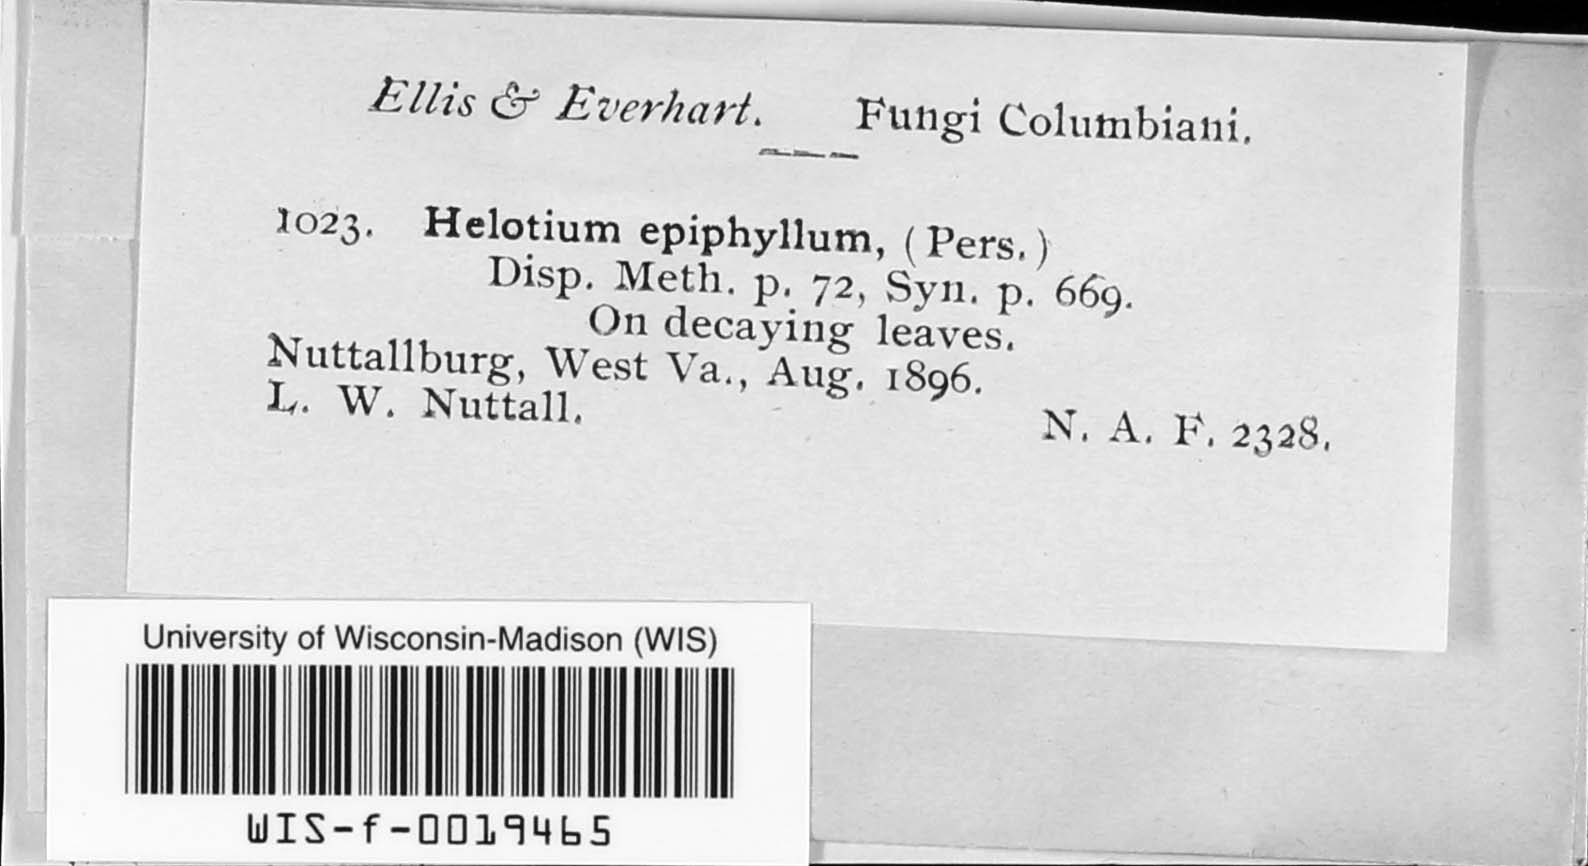 Ellis & Everhart. Fungi Columbiani.
1023. Helotium epiphyllum, (Pers.)
Disp. Meth. p. 72, Syn. p. 669.
On decaying leaves.
Nuttallburg, West Va., Aug. 1896.
L. W. Nuttall.
N. A. F. 2328.
University of Wisconsin-Madison (WIS)
WIS-f-0019465